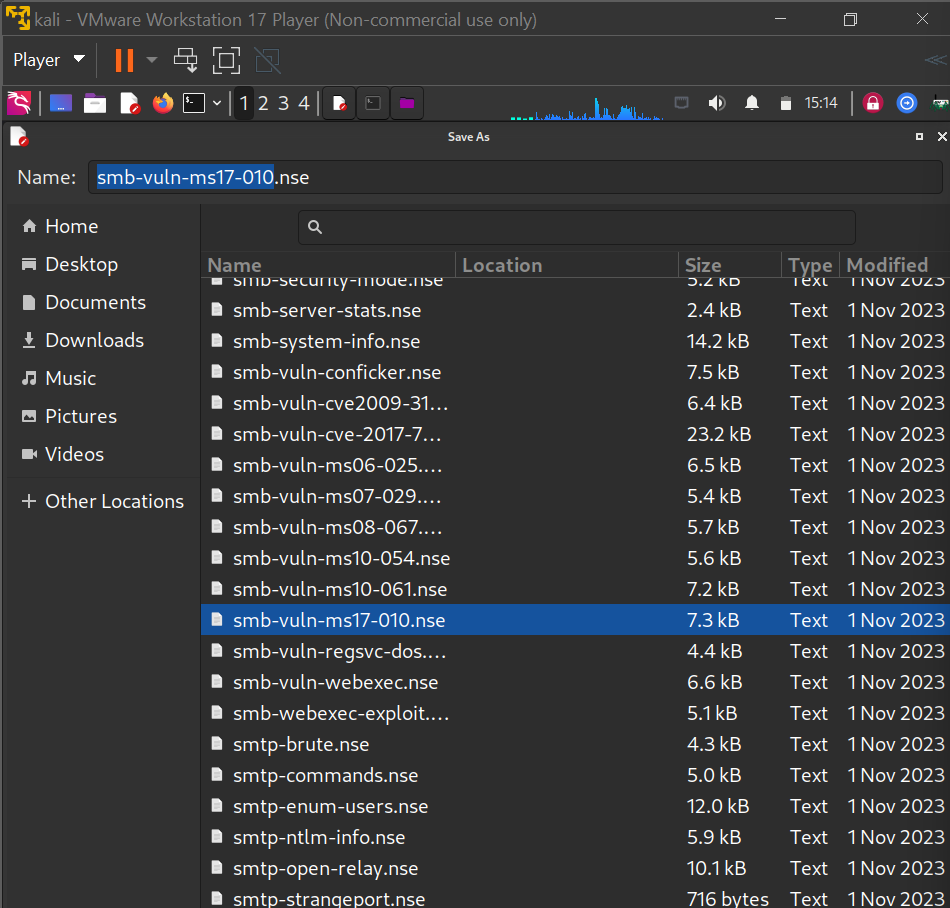 kali - VMware Workstation 17 Player (Non-commercial use only)
Player
1 2 3 4 15:14
Save As
Name: smb-vuln-ms17-010.nse
Home
Desktop
Documents
Downloads
Music
Pictures
Videos
Other Locations
Name Location Size Type Modified
smb-security-mode.nse 5.2 kB Text 1 Nov 2023
smb-server-stats.nse 2.4 kB Text 1 Nov 2023
smb-system-info.nse 14.2 kB Text 1 Nov 2023
smb-vuln-conficker.nse 7.5 kB Text 1 Nov 2023
smb-vuln-cve2009-31... 6.4 kB Text 1 Nov 2023
smb-vuln-cve-2017-7... 23.2 kB Text 1 Nov 2023
smb-vuln-ms06-025.... 6.5 kB Text 1 Nov 2023
smb-vuln-ms07-029.... 5.4 kB Text 1 Nov 2023
smb-vuln-ms08-067.... 5.7 kB Text 1 Nov 2023
smb-vuln-ms10-054.nse 5.6 kB Text 1 Nov 2023
smb-vuln-ms10-061.nse 7.2 kB Text 1 Nov 2023
smb-vuln-ms17-010.nse 7.3 kB Text 1 Nov 2023
smb-vuln-regsvc-dos.... 4.4 kB Text 1 Nov 2023
smb-vuln-webexec.nse 6.6 kB Text 1 Nov 2023
smb-webexec-exploit.... 5.1 kB Text 1 Nov 2023
smtp-brute.nse 4.3 kB Text 1 Nov 2023
smtp-commands.nse 5.0 kB Text 1 Nov 2023
smtp-enum-users.nse 12.0 kB Text 1 Nov 2023
smtp-ntlm-info.nse 5.9 kB Text 1 Nov 2023
smtp-open-relay.nse 10.1 kB Text 1 Nov 2023
smtp-strangeport.nse 716 bytes Text 1 Nov 2023